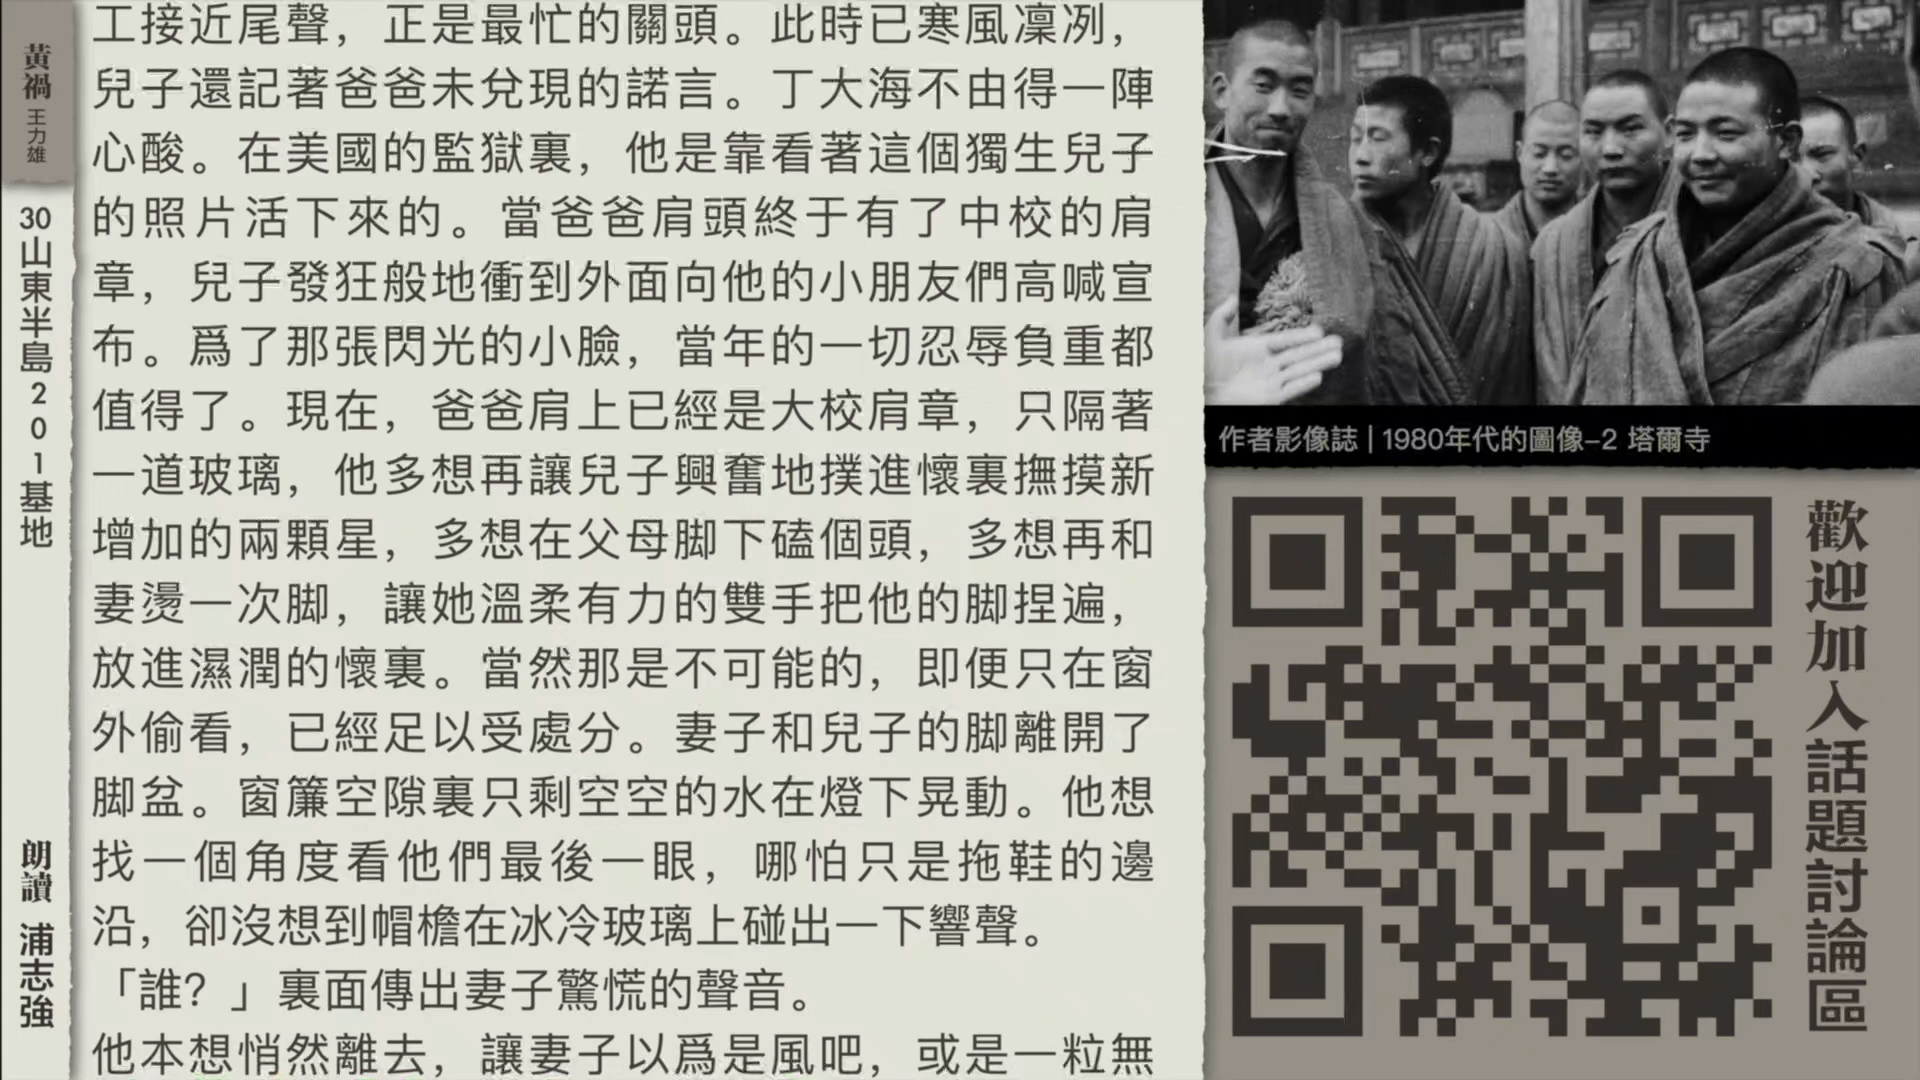 黃禍 王力雄
30山東半島201基地
朗讀 浦志強
工接近尾聲，正是最忙的關頭。此時已寒風凜冽，
兒子還記著爸爸未兌現的諾言。丁大海不由得一陣
心酸。在美國的監獄裏，他是靠看著這個獨生兒子
的照片活下來的。當爸爸肩頭終于有了中校的肩
章，兒子發狂般地衝到外面向他的小朋友們高喊宣
布。爲了那張閃光的小臉，當年的一切忍辱負重都
值得了。現在，爸爸肩上已經是大校肩章，只隔著
一道玻璃，他多想再讓兒子興奮地撲進懷裏撫摸新
增加的兩顆星，多想在父母脚下磕個頭，多想再和
妻燙一次脚，讓她溫柔有力的雙手把他的脚捏遍，
放進濕潤的懷裏。當然那是不可能的，即便只在窗
外偷看，已經足以受處分。妻子和兒子的脚離開了
脚盆。窗簾空隙裏只剩空空的水在燈下晃動。他想
找一個角度看他們最後一眼，哪怕只是拖鞋的邊
沿，卻沒想到帽檐在冰冷玻璃上碰出一下響聲。
「誰？」裏面傳出妻子驚慌的聲音。
他本想悄然離去，讓妻子以爲是風吧，或是一粒無
作者影像誌 | 1980年代的圖像–2 塔爾寺
歡迎加入話題討論區